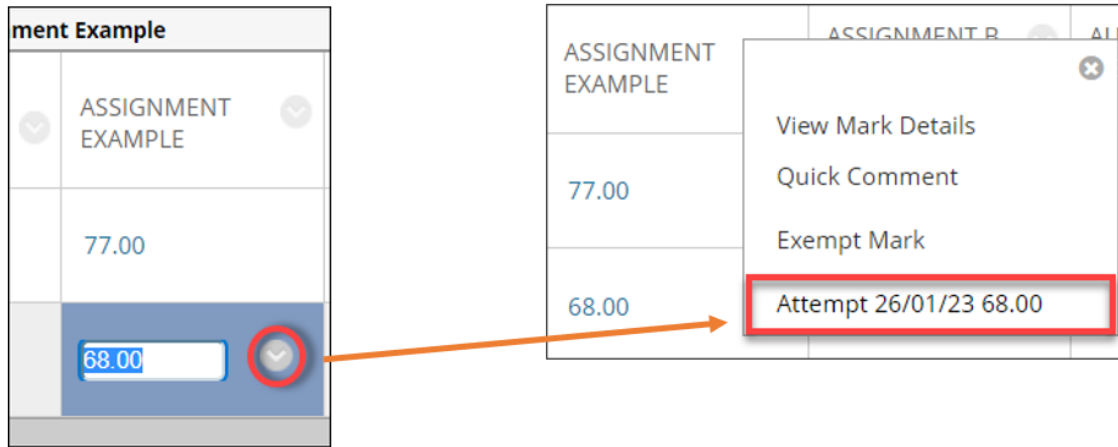 ment Example
ASSIGNMENT
EXAMPLE
77.00
68.00
ASSIGNMENT
EXAMPLE
ASSIGNMENT B
77.00
68.00
View Mark Details
Quick Comment
Exempt Mark
Attempt 26/01/23 68.00